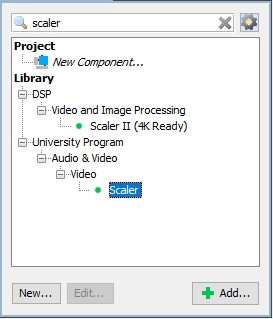 scaler
Project
New Component...
Library
DSP
Video and Image Processing
Scaler II (4K Ready)
University Program
Audio & Video
Video
Scaler
New... Edit... Add...